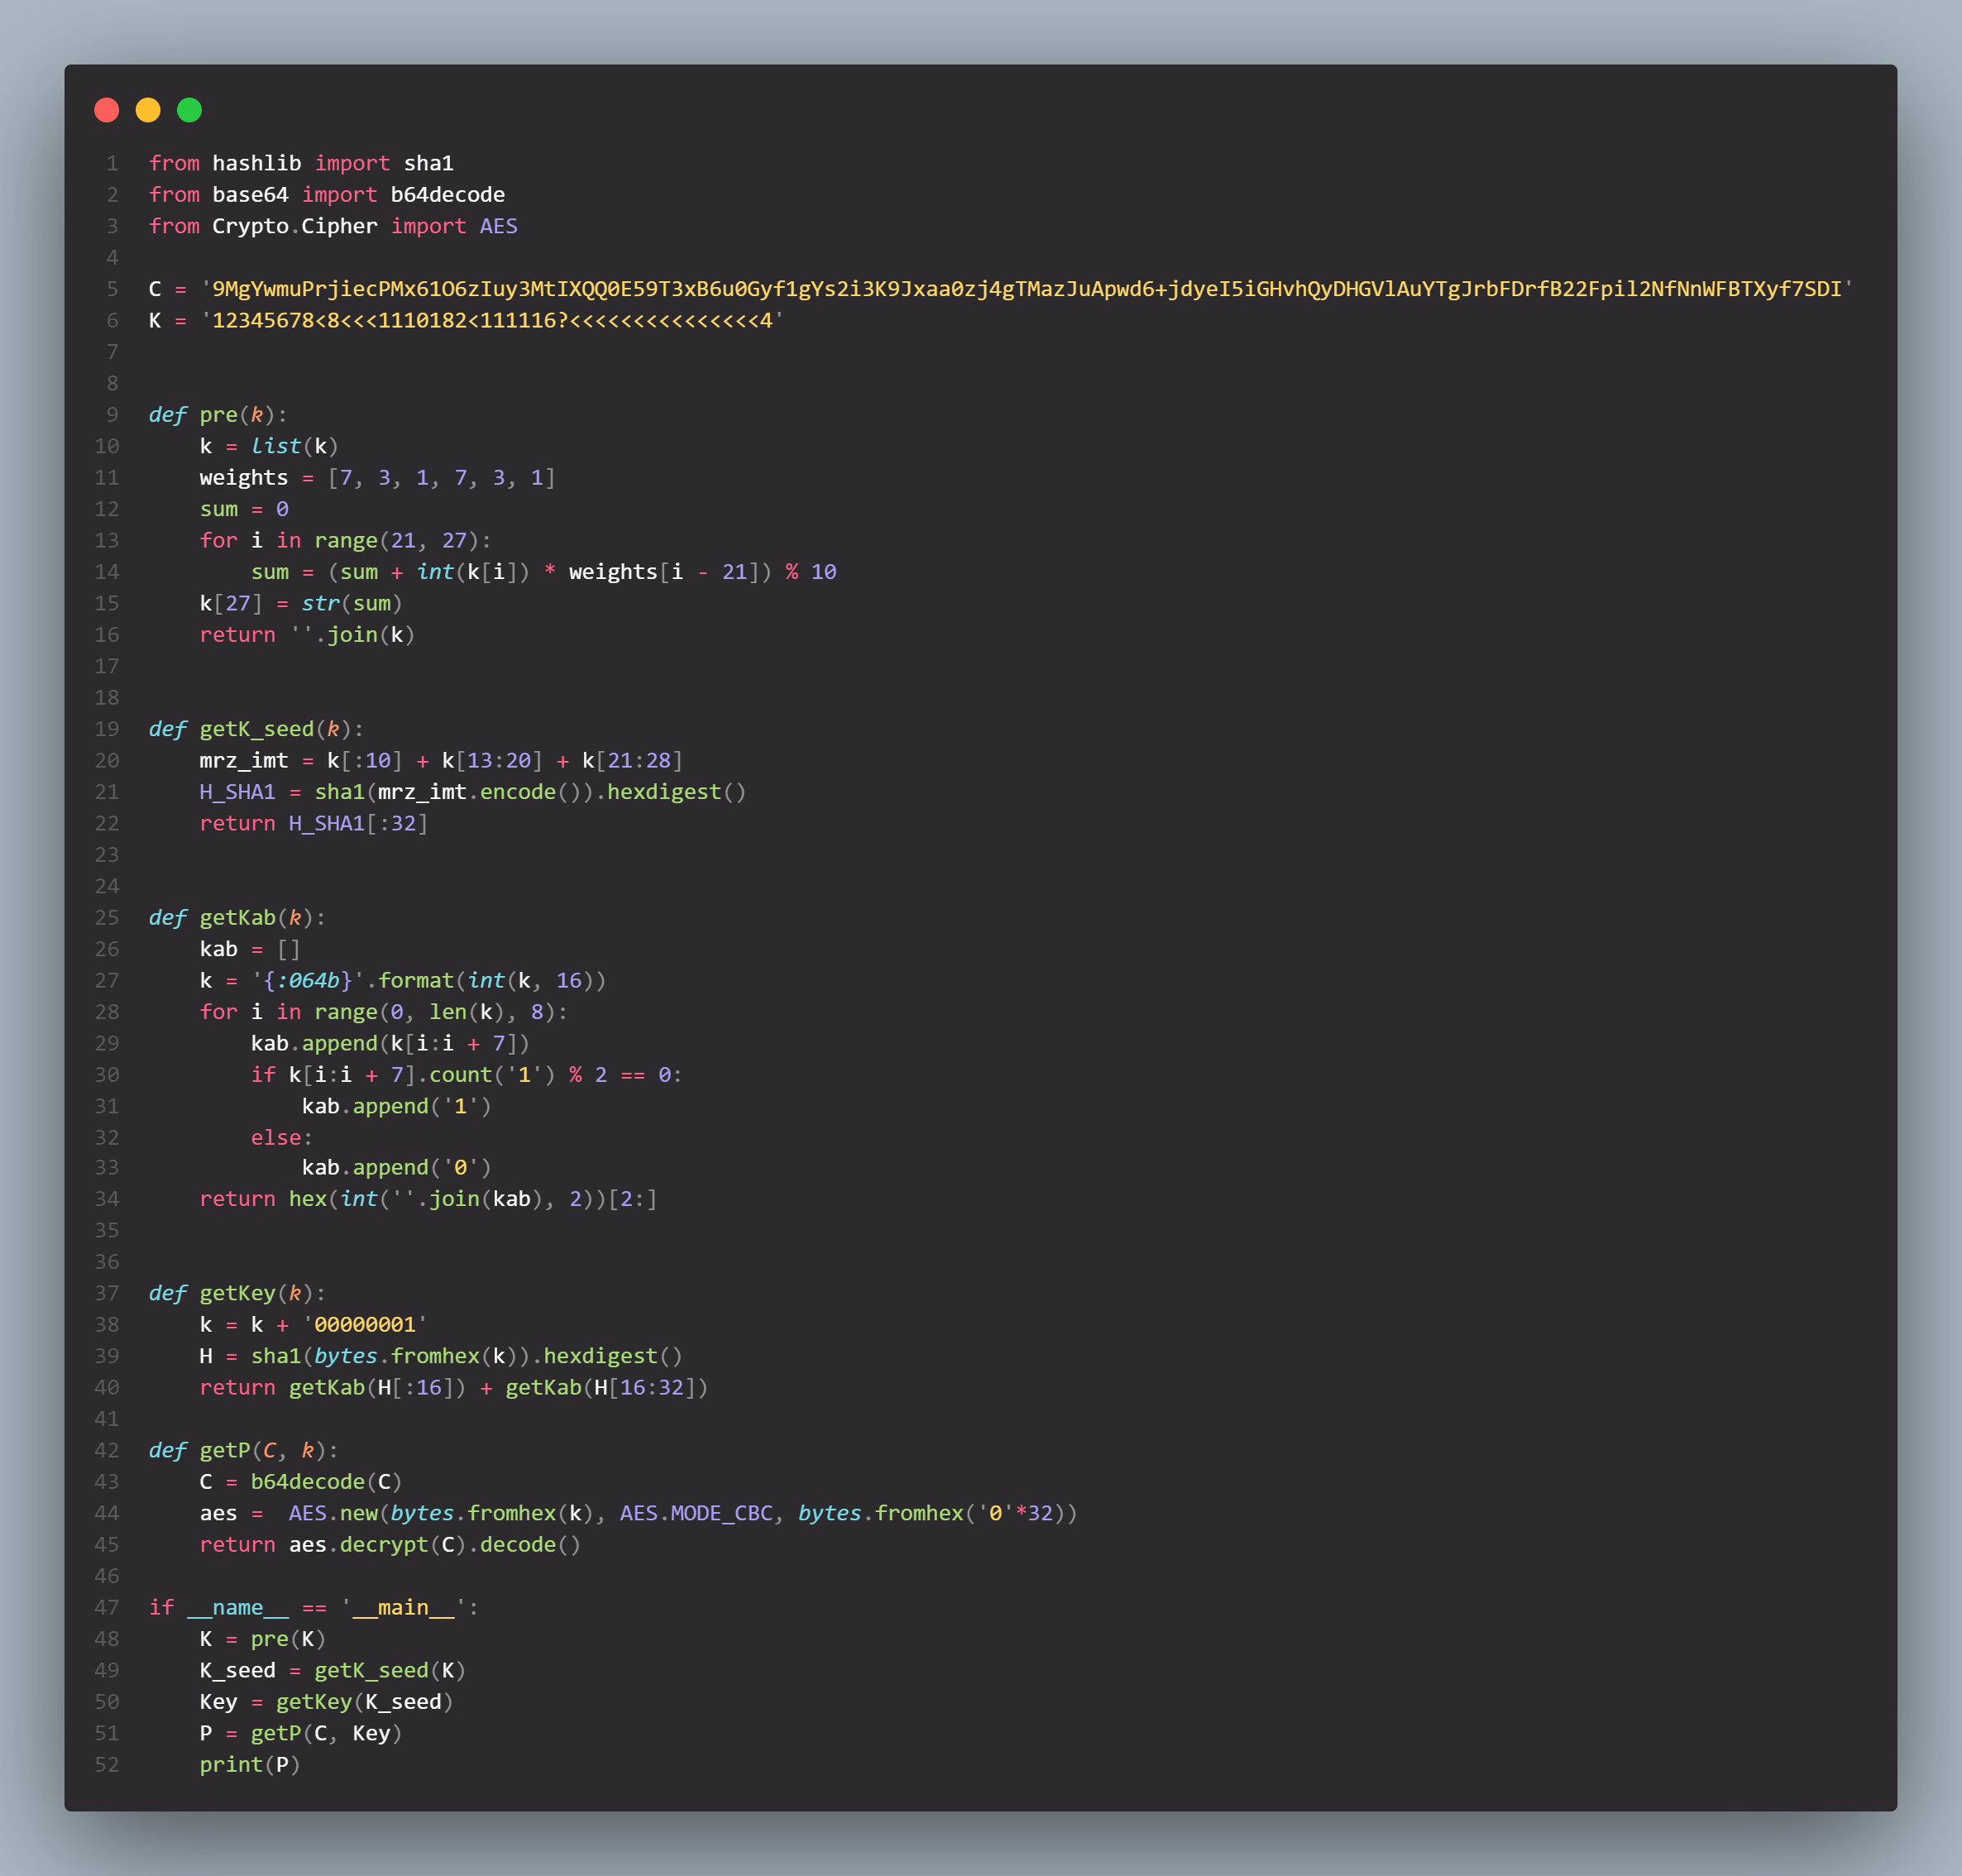 1 from hashlib import sha1
2 from base64 import b64decode
3 from Crypto.Cipher import AES
4
5 C = '9MgYwmuPrjiecPMx61O6zIuy3MtIXQQ0E59T3xB6u0Gyf1gYs2i3K9Jxaa0zj4gTMazJuApwd6+jdyeI5iGHvhQyDHGVlAuYTgJrbFDrfB22Fpil2NfNnWFBTXyf7SDI'
6 K = '12345678<8<<<1110182<111116?<<<<<<<<<<<<<<<4'
7
8
9 def pre(k):
10     k = list(k)
11     weights = [7, 3, 1, 7, 3, 1]
12     sum = 0
13     for i in range(21, 27):
14         sum = (sum + int(k[i]) * weights[i - 21]) % 10
15     k[27] = str(sum)
16     return ''.join(k)
17
18
19 def getK_seed(k):
20     mrz_imt = k[:10] + k[13:20] + k[21:28]
21     H_SHA1 = sha1(mrz_imt.encode()).hexdigest()
22     return H_SHA1[:32]
23
24
25 def getKab(k):
26     kab = []
27     k = '{:064b}'.format(int(k, 16))
28     for i in range(0, len(k), 8):
29         kab.append(k[i:i + 7])
30         if k[i:i + 7].count('1') % 2 == 0:
31             kab.append('1')
32         else:
33             kab.append('0')
34     return hex(int(''.join(kab), 2))[2:]
35
36
37 def getKey(k):
38     k = k + '00000001'
39     H = sha1(bytes.fromhex(k)).hexdigest()
40     return getKab(H[:16]) + getKab(H[16:32])
41
42 def getP(C, k):
43     C = b64decode(C)
44     aes =  AES.new(bytes.fromhex(k), AES.MODE_CBC, bytes.fromhex('0'*32))
45     return aes.decrypt(C).decode()
46
47 if __name__ == '__main__':
48     K = pre(K)
49     K_seed = getK_seed(K)
50     Key = getKey(K_seed)
51     P = getP(C, Key)
52     print(P)